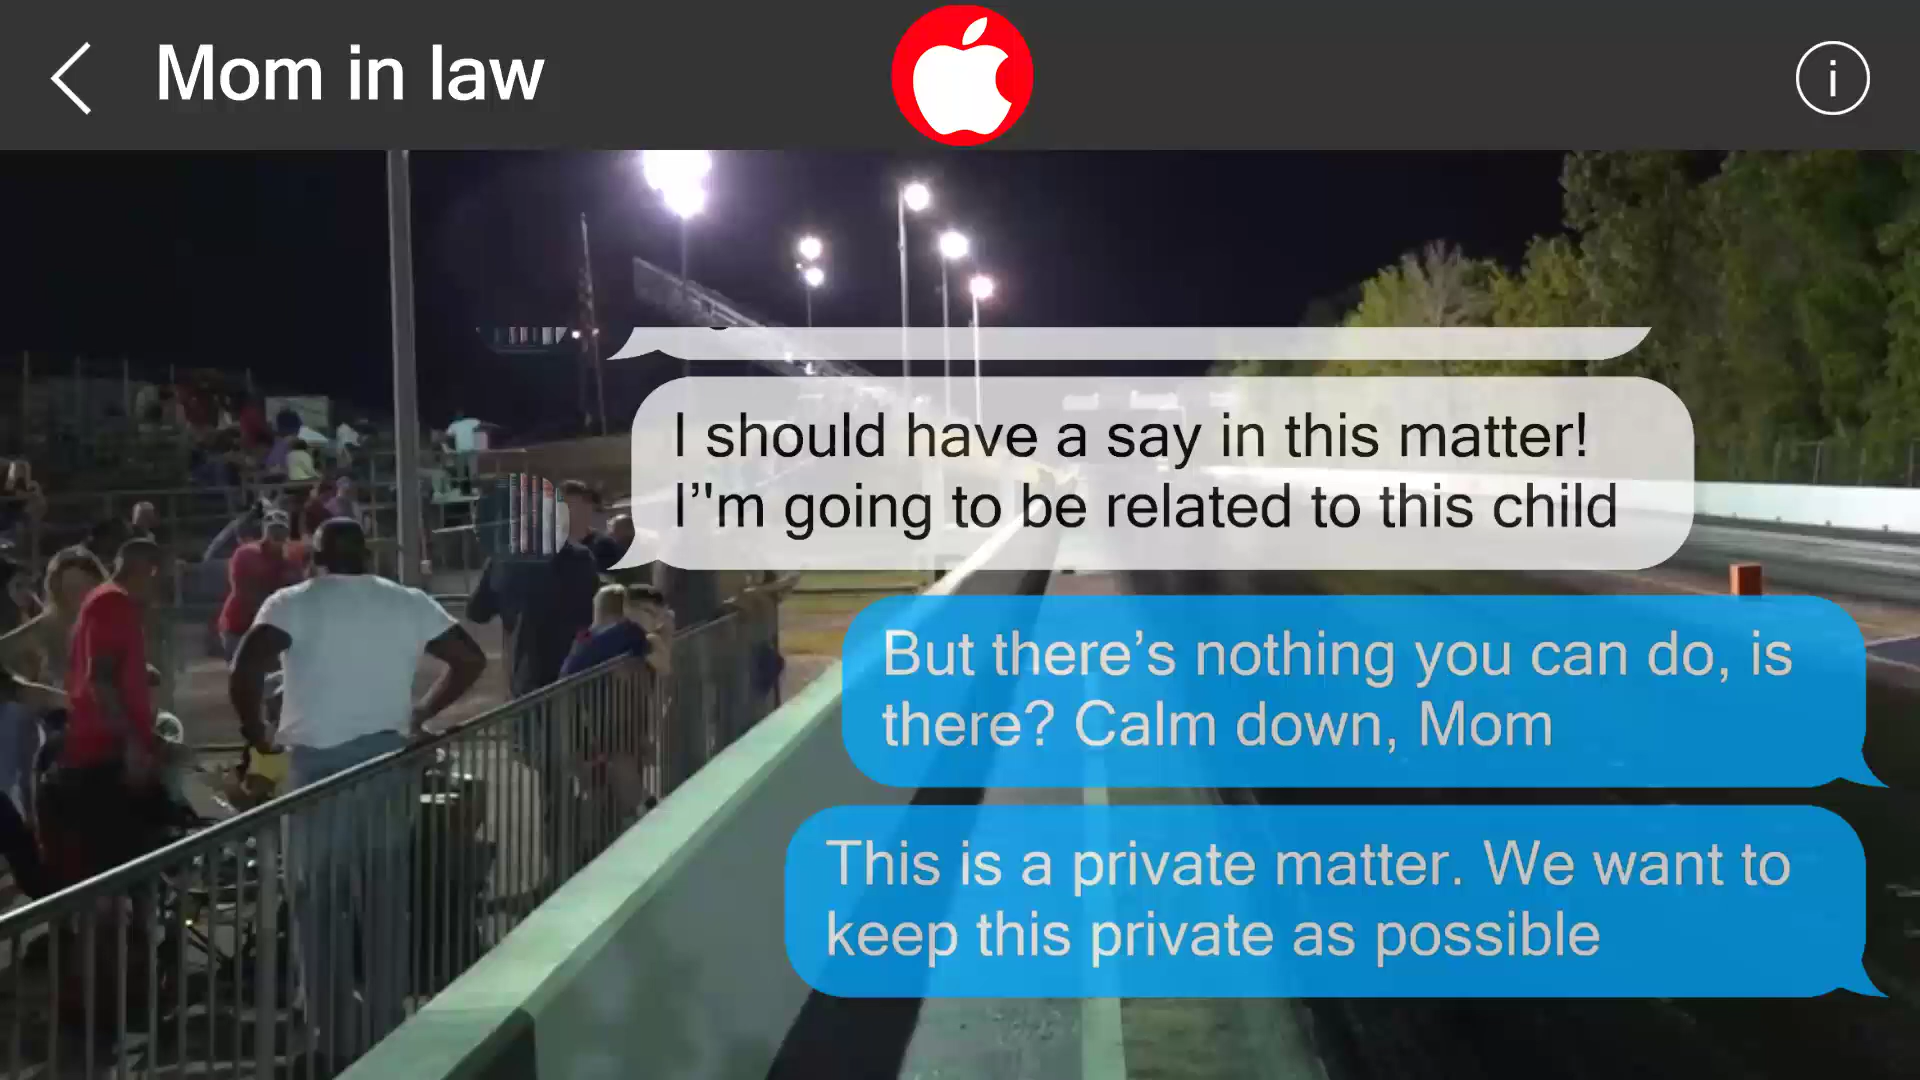 Mom in law
I should have a say in this matter!
I’'m going to be related to this child
But there’s nothing you can do, is
there? Calm down, Mom
This is a private matter. We want to
keep this private as possible